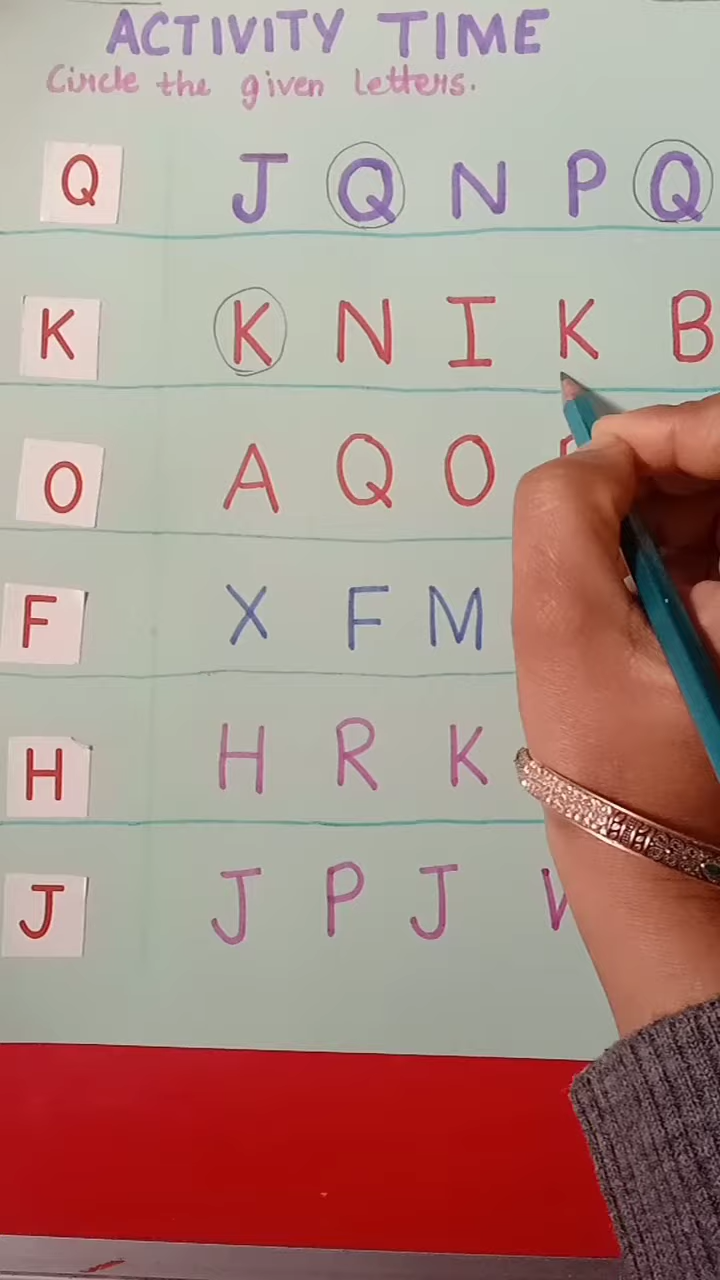 ACTIVITY TIME
Circle the given letters.
Q J Q N P Q
K K N I K B
O A Q O
F X F M
H H R K
J J P J